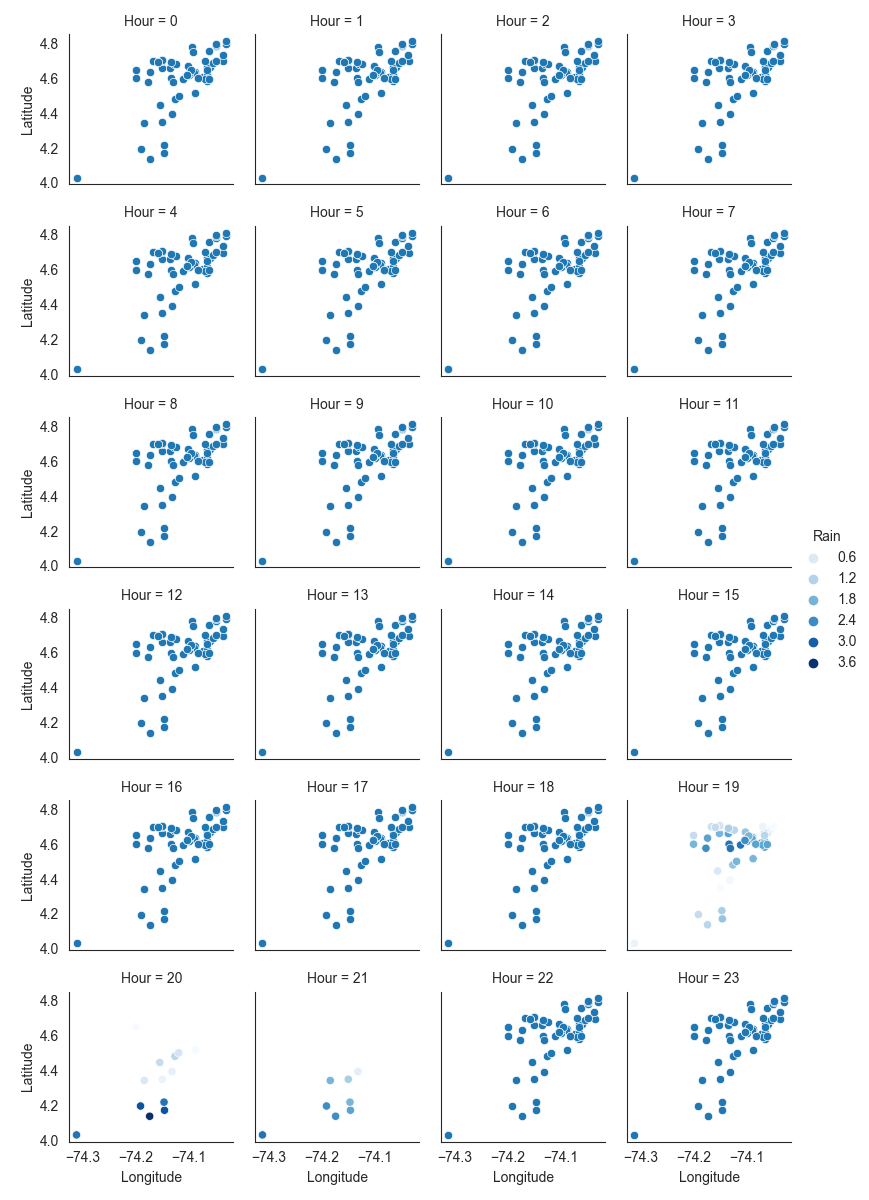 Hour = 0
Hour = 1
Hour = 2
Hour = 3
4.8
4.6
4.4
4.2
4.0
Latitude
Hour = 4
Hour = 5
Hour = 6
Hour = 7
4.8
4.6
4.4
4.2
4.0
Latitude
Hour = 8
Hour = 9
Hour = 10
Hour = 11
4.8
4.6
4.4
4.2
4.0
Latitude
Rain
0.6
1.2
1.8
2.4
3.0
3.6
Hour = 12
Hour = 13
Hour = 14
Hour = 15
4.8
4.6
4.4
4.2
4.0
Latitude
Hour = 16
Hour = 17
Hour = 18
Hour = 19
4.8
4.6
4.4
4.2
4.0
Latitude
Hour = 20
Hour = 21
Hour = 22
Hour = 23
4.8
4.6
4.4
4.2
4.0
Latitude
−74.3 −74.2 −74.1
Longitude
−74.3 −74.2 −74.1
Longitude
−74.3 −74.2 −74.1
Longitude
−74.3 −74.2 −74.1
Longitude